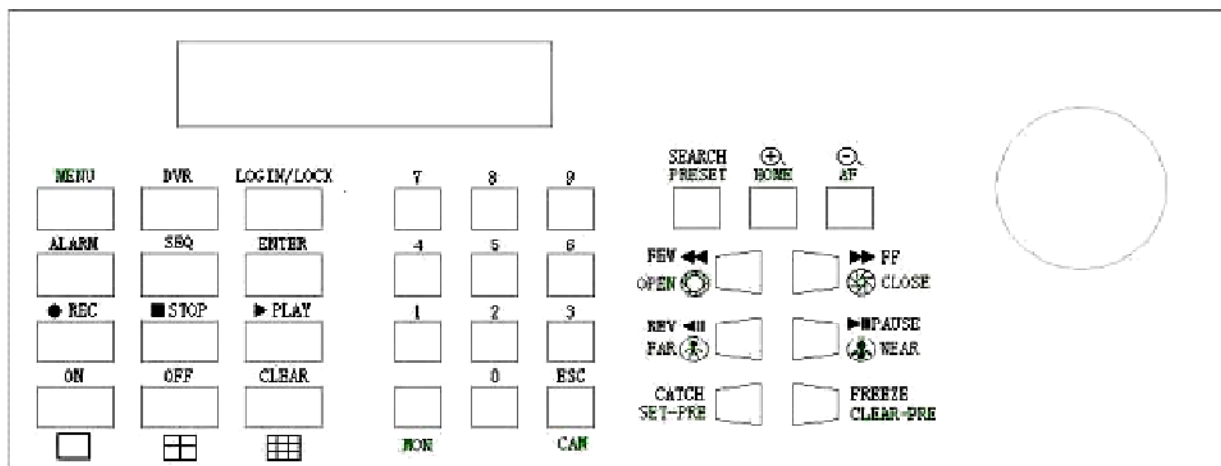 SEARCH
MENU DVR LOGIN/LOCK 7 8 9 PRESET HOME AF
ALARM SEQ ENTER 4 5 6 REW FF
OPEN CLOSE
REC STOP PLAY 1 2 3 REV PAUSE
FAR NEAR
ON OFF CLEAR 0 ESC CATCH FREEZE
SET-PRE CLEAR-PRE
MON CAM